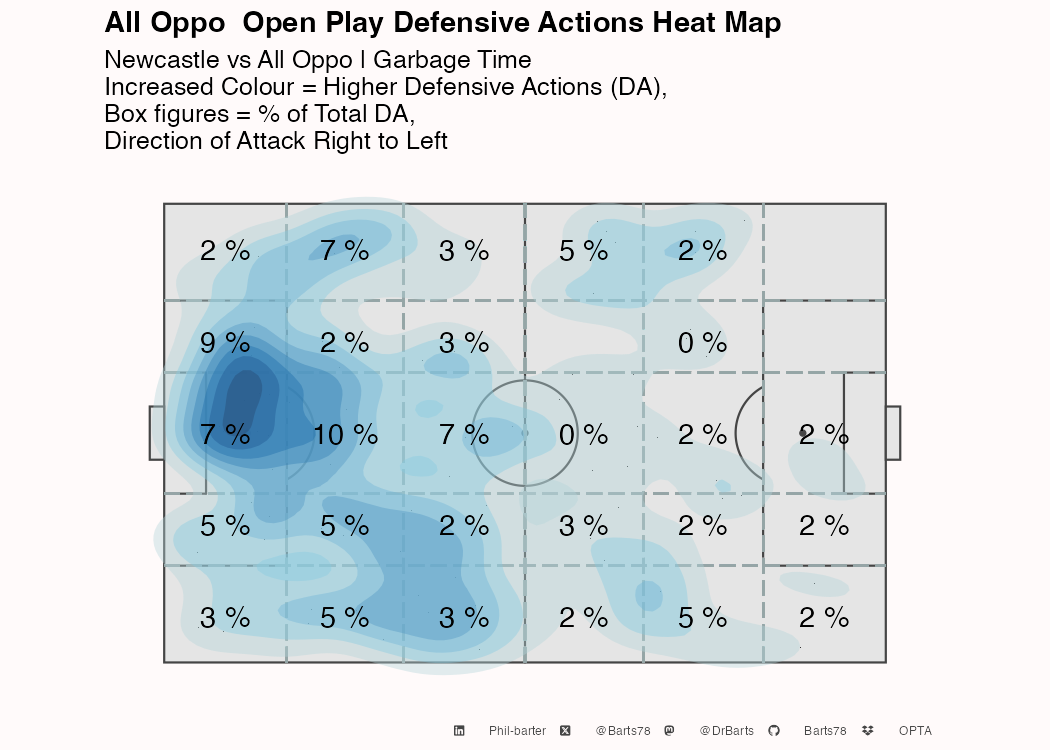 All Oppo  Open Play Defensive Actions Heat Map
Newcastle vs All Oppo | Garbage Time
Increased Colour = Higher Defensive Actions (DA),
Box figures = % of Total DA,
Direction of Attack Right to Left
2 % 7 % 3 % 5 % 2 %
9 % 2 % 3 % 0 %
7 % 10 % 7 % 0 % 2 % 2 %
5 % 5 % 2 % 3 % 2 % 2 %
3 % 5 % 3 % 2 % 5 % 2 %
Phil-barter @Barts78 @DrBarts Barts78 OPTA